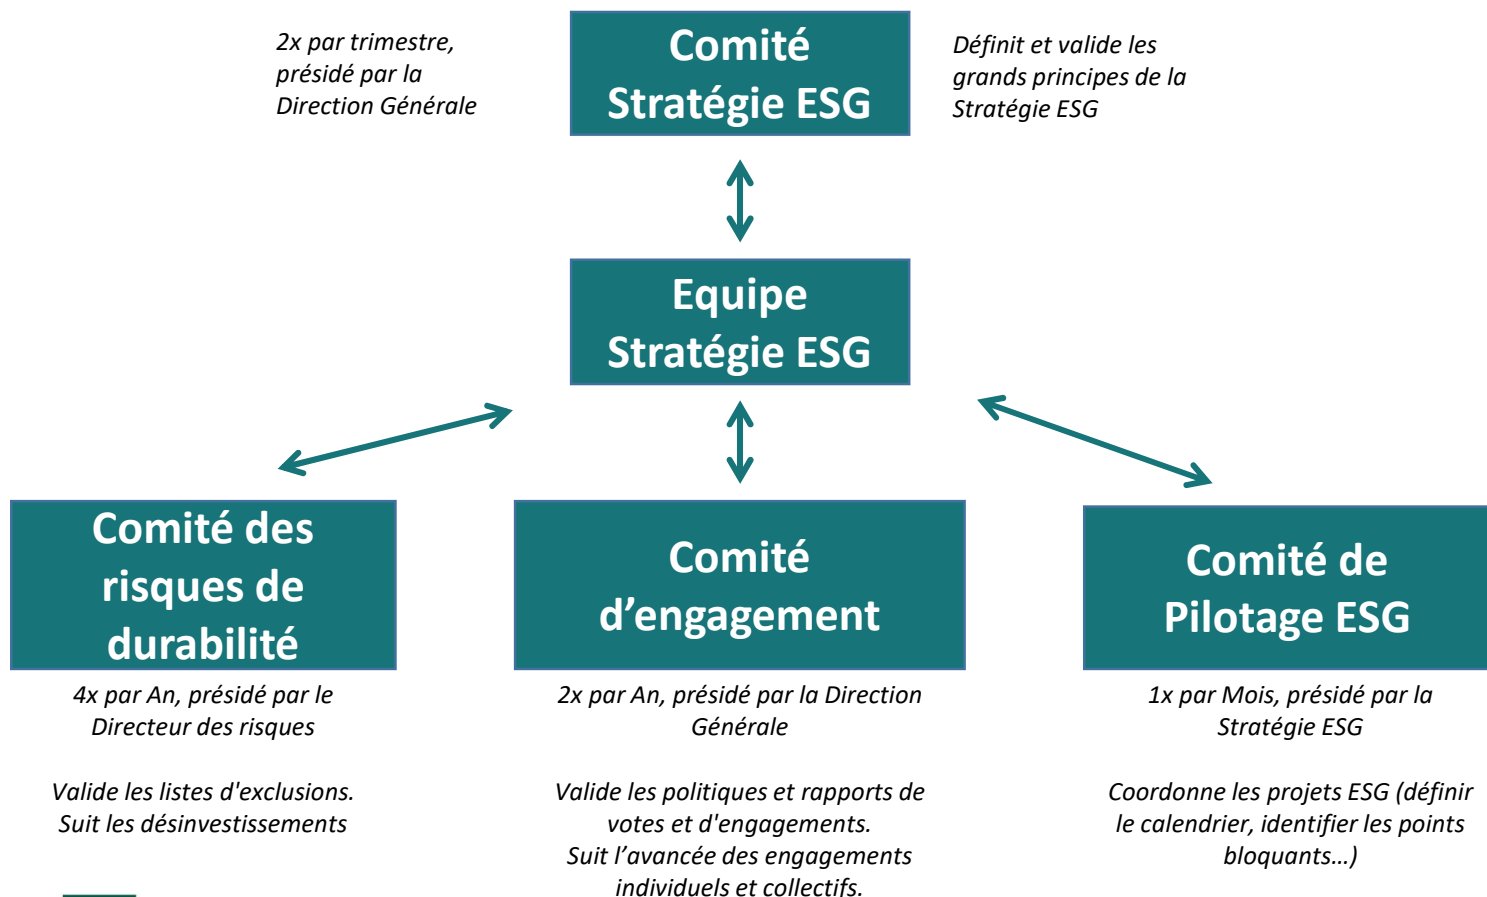 2x par trimestre,
présidé par la
Direction Générale
Comité
Stratégie ESG
Définit et valide les
grands principes de la
Stratégie ESG
Equipe
Stratégie ESG
Comité des
risques de
durabilité
4x par An, présidé par le
Directeur des risques
Valide les listes d'exclusions.
Suit les désinvestissements
Comité
d’engagement
2x par An, présidé par la Direction
Générale
Valide les politiques et rapports de
votes et d'engagements.
Suit l’avancée des engagements
individuels et collectifs.
Comité de
Pilotage ESG
1x par Mois, présidé par la
Stratégie ESG
Coordonne les projets ESG (définir
le calendrier, identifier les points
bloquants…)